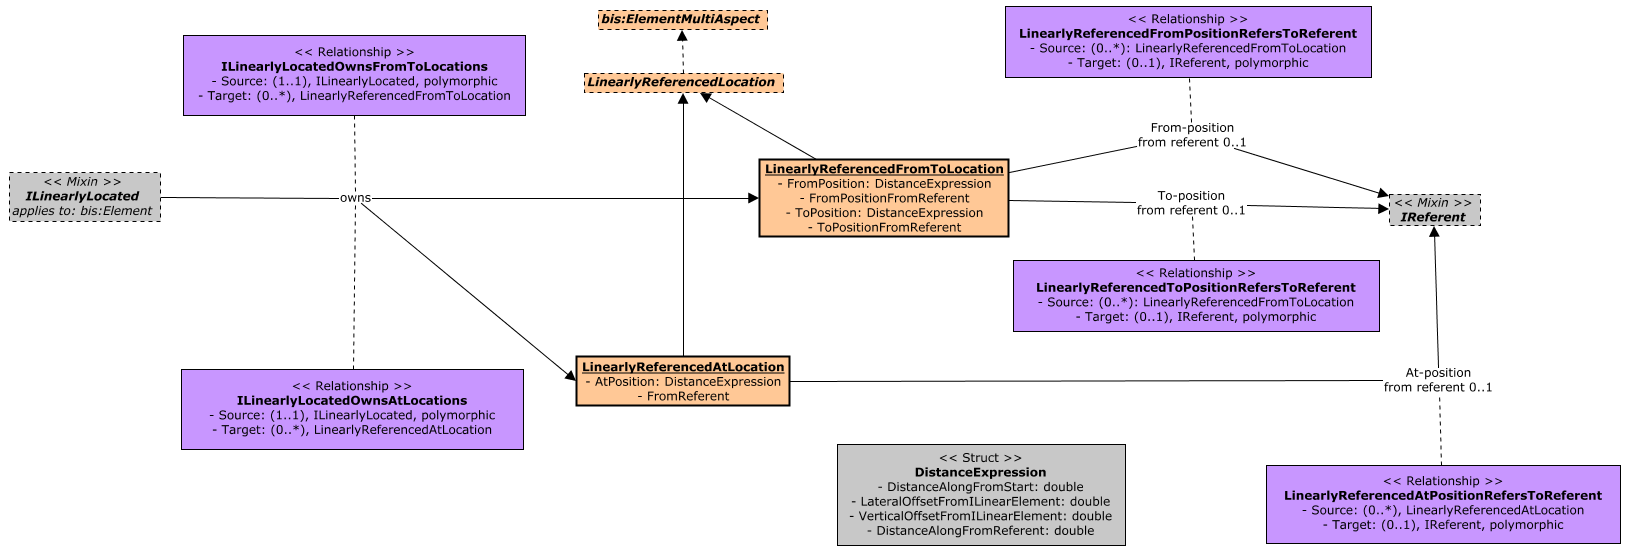 bis:ElementMultiAspect
LinearlyReferencedLocation
<< Relationship >>
ILinearlyLocatedOwnsFromToLocations
- Source: (1..1), ILinearlyLocated, polymorphic
- Target: (0..*), LinearlyReferencedFromToLocation
<< Relationship >>
LinearlyReferencedFromPositionRefersToReferent
- Source: (0..*): LinearlyReferencedFromToLocation
- Target: (0..1), IReferent, polymorphic
From-position
from referent 0..1
<< Mixin >>
ILinearlyLocated
applies to: bis:Element
owns
LinearlyReferencedFromToLocation
- FromPosition: DistanceExpression
- FromPositionFromReferent
- ToPosition: DistanceExpression
- ToPositionFromReferent
To-position
from referent 0..1
<< Mixin >>
IReferent
<< Relationship >>
LinearlyReferencedToPositionRefersToReferent
- Source: (0..*): LinearlyReferencedFromToLocation
- Target: (0..1), IReferent, polymorphic
<< Relationship >>
ILinearlyLocatedOwnsAtLocations
- Source: (1..1), ILinearlyLocated, polymorphic
- Target: (0..*), LinearlyReferencedAtLocation
LinearlyReferencedAtLocation
- AtPosition: DistanceExpression
- FromReferent
At-position
from referent 0..1
<< Struct >>
DistanceExpression
- DistanceAlongFromStart: double
- LateralOffsetFromILinearElement: double
- VerticalOffsetFromILinearElement: double
- DistanceAlongFromReferent: double
<< Relationship >>
LinearlyReferencedAtPositionRefersToReferent
- Source: (0..*), LinearlyReferencedAtLocation
- Target: (0..1), IReferent, polymorphic